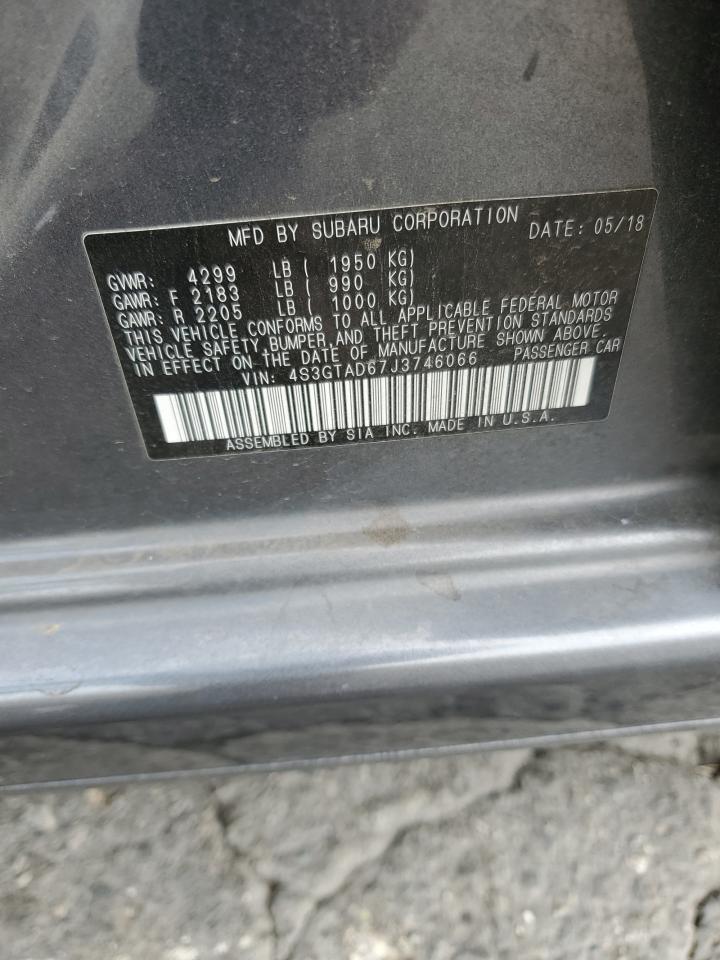 MFD BY SUBARU CORPORATION DATE: 05/18
GVWR: 4299 LB ( 1950 KG)
GAWR: F 2183 LB ( 990 KG)
GAWR: R 2205 LB ( 1000 KG)
THIS VEHICLE CONFORMS TO ALL APPLICABLE FEDERAL MOTOR
VEHICLE SAFETY, BUMPER, AND THEFT PREVENTION STANDARDS
IN EFFECT ON THE DATE OF MANUFACTURE SHOWN ABOVE.
VIN: 4S3GTAD67J3746066 PASSENGER CAR
ASSEMBLED BY SIA INC. MADE IN U.S.A.